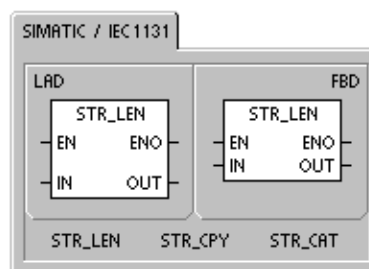 SIMATIC / IEC1131
LAD FBD
STR_LEN STR_LEN
EN ENO EN ENO
IN OUT IN OUT
STR_LEN STR_CPY STR_CAT